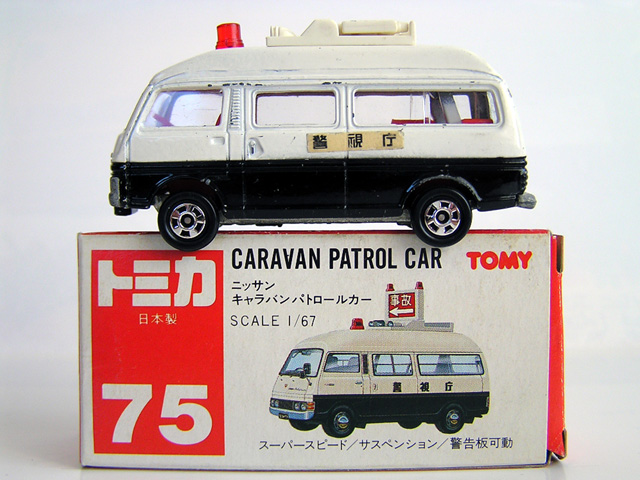 警視庁
CARAVAN PATROL CAR TOMY
トミカ
日本製
75
ニッサン
キャラバンパトロールカー
SCALE 1/67
事故
警視庁
スーパースピード/サスペンション/警告板可動